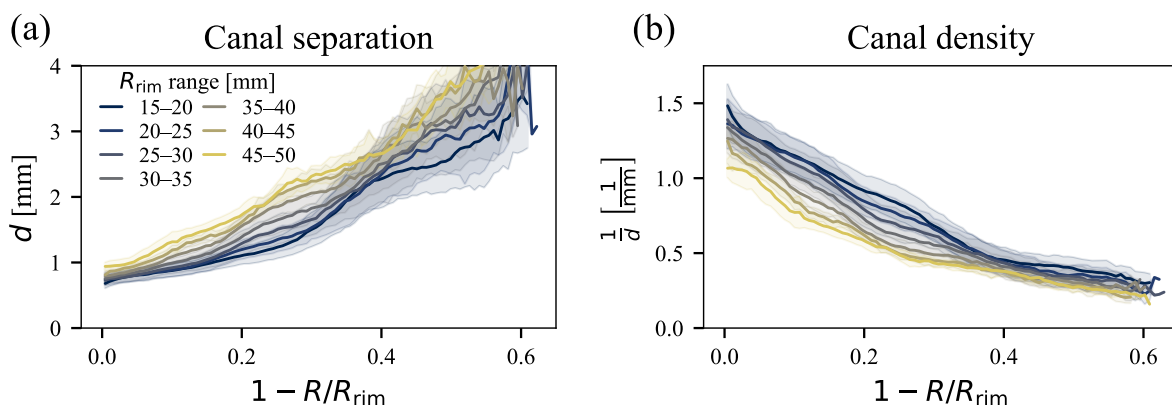 (a)
Canal separation
R_rim range [mm]
15–20
20–25
25–30
30–35
35–40
40–45
45–50
d [mm]
4
3
2
1
0
0.0 0.2 0.4 0.6
1 − R/R_rim
(b)
Canal density
1/d [1/mm]
1.5
1.0
0.5
0.0
0.0 0.2 0.4 0.6
1 − R/R_rim